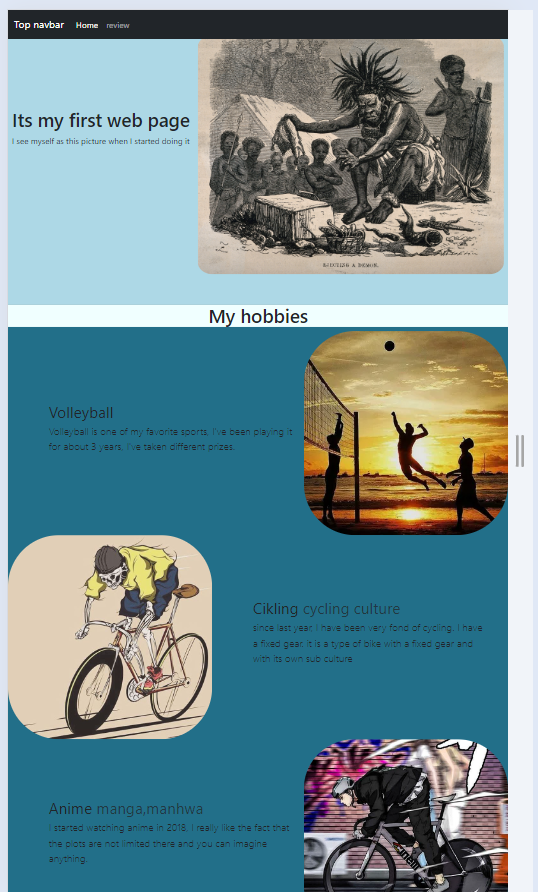 Top navbar Home review
Its my first web page
I see myself as this picture when I started doing it
My hobbies
Volleyball
Volleyball is one of my favorite sports, I've been playing it
for about 3 years, I've taken different prizes.
Cikling cycling culture
since last year, I have been very fond of cycling. I have
a fixed gear, it is a type of bike with a fixed gear and
with its own sub culture
Anime manga,manhwa
I started watching anime in 2018, I really like the fact that
the plots are not limited there and you can imagine
anything.